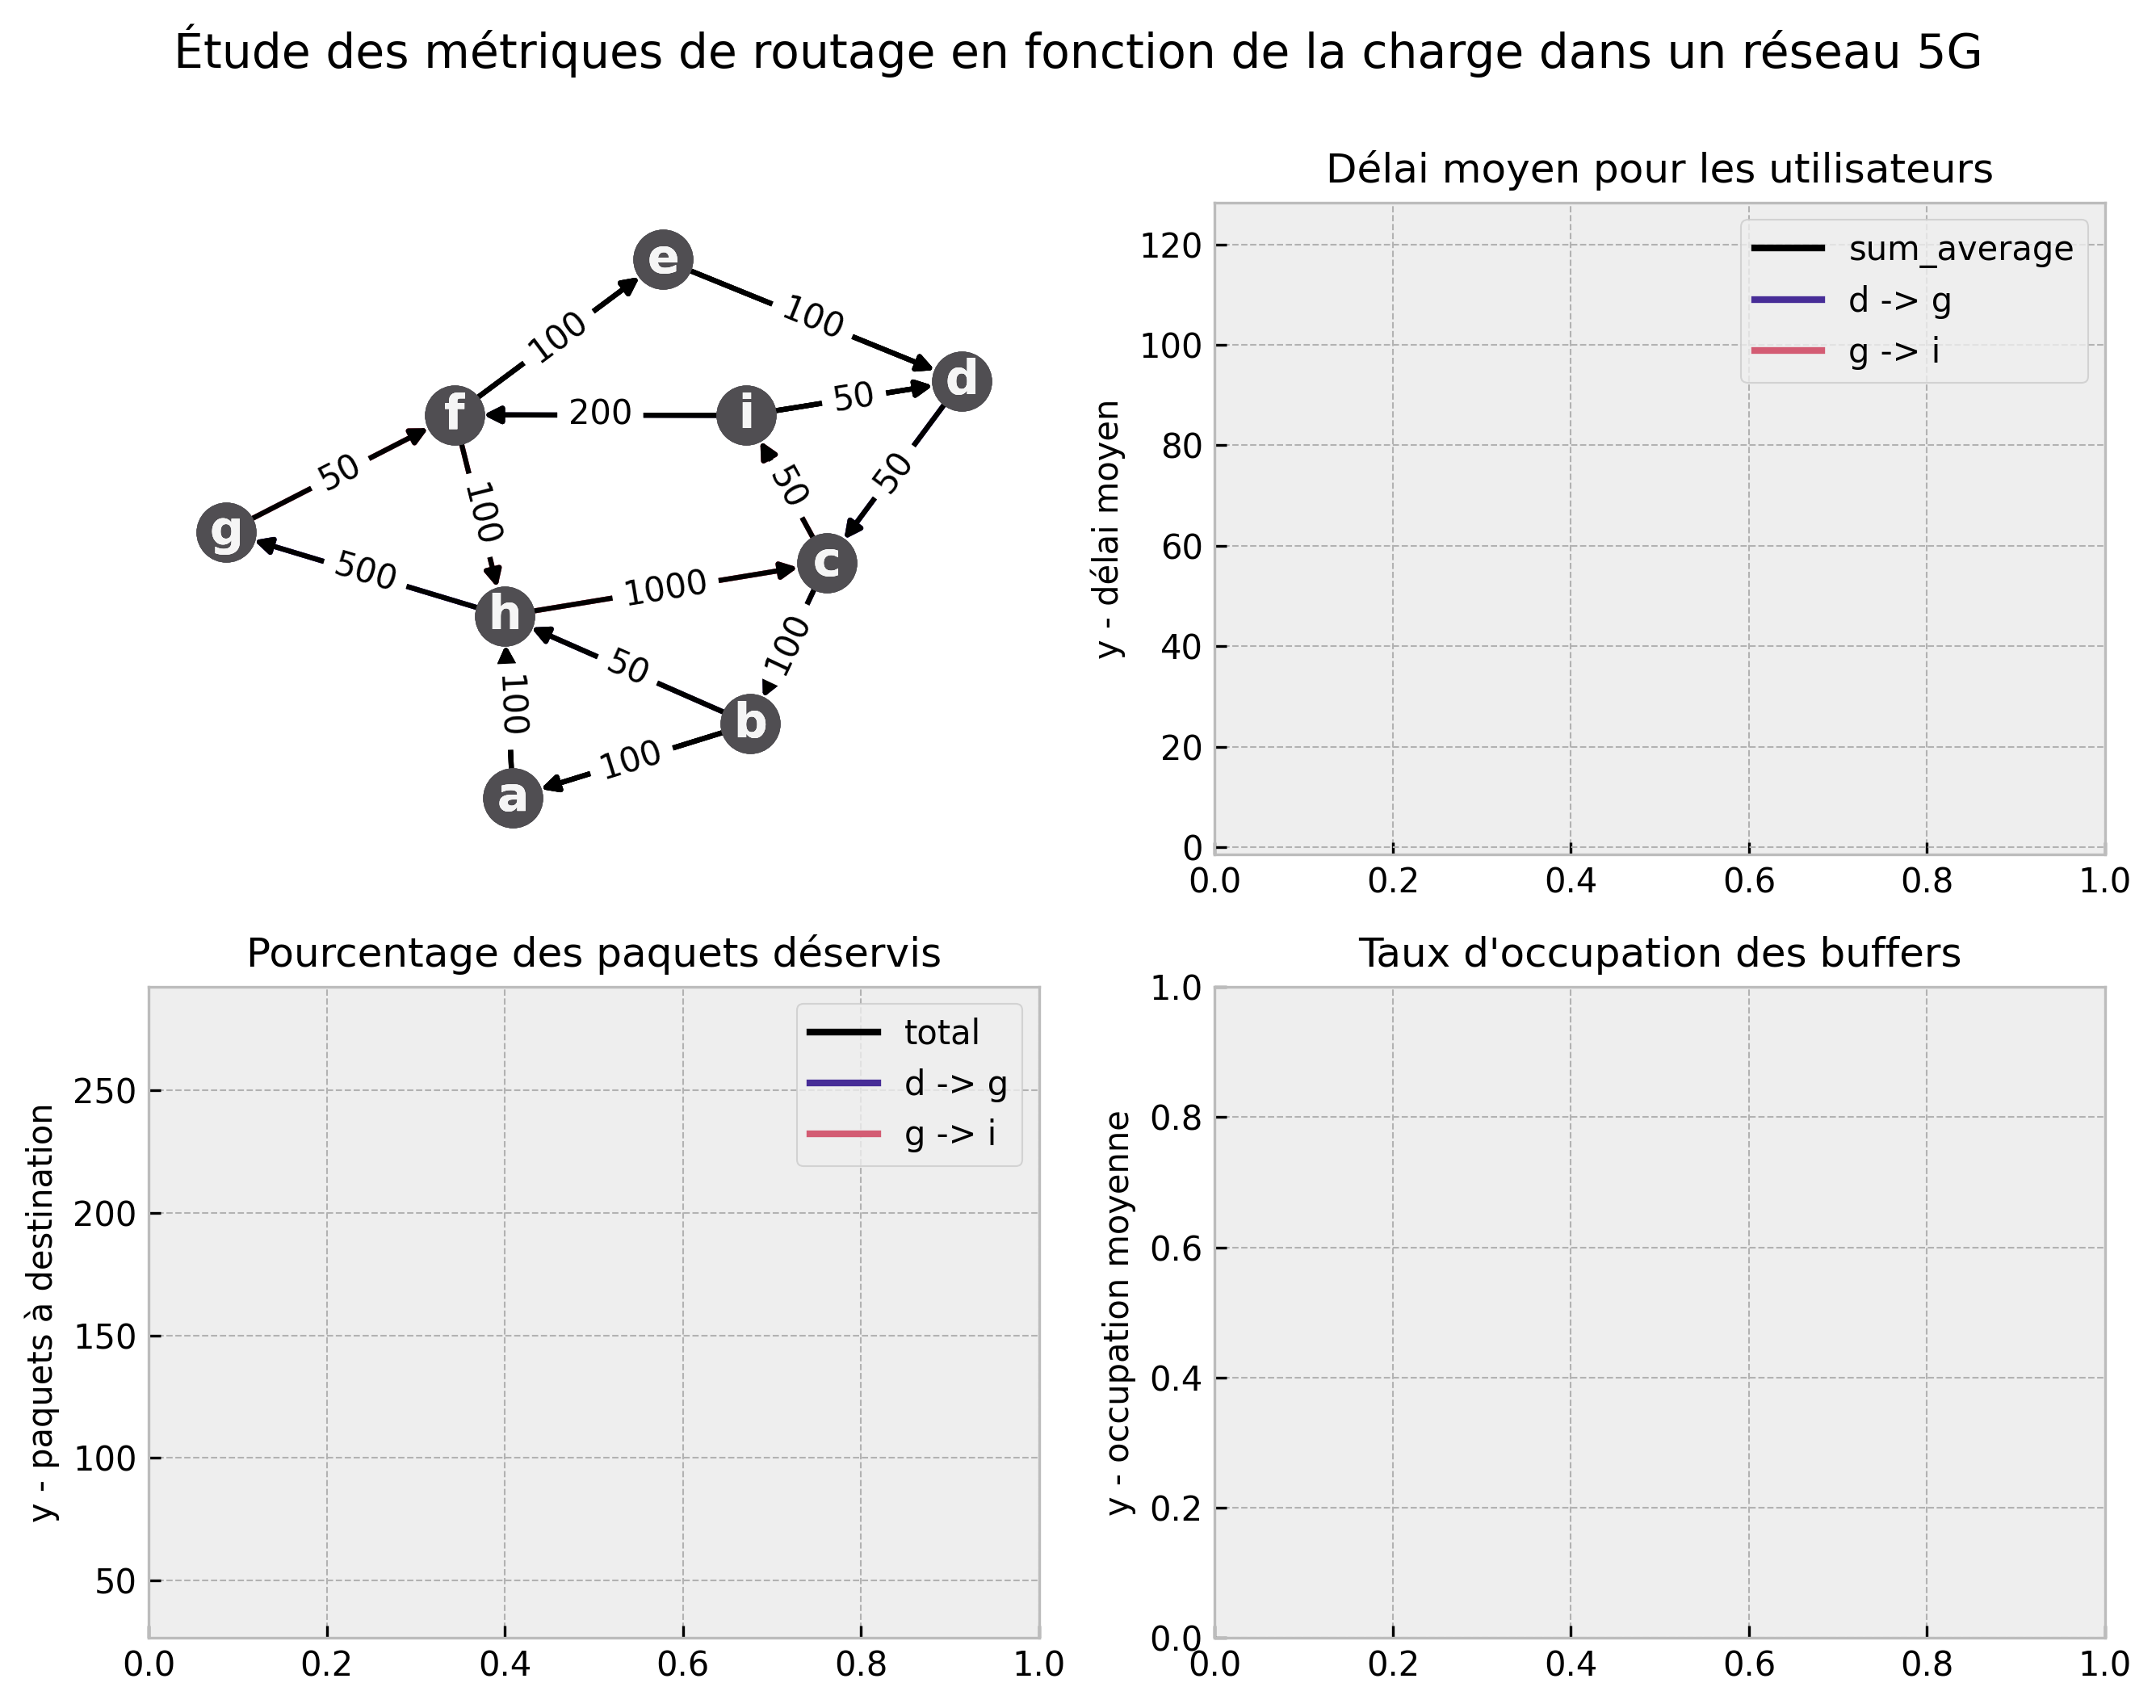 Étude des métriques de routage en fonction de la charge dans un réseau 5G
e
100
100
d
f
i
200
50
50
50
50
100
g
c
500
1000
h
50
100
100
b
100
a
Délai moyen pour les utilisateurs
y - délai moyen
120
100
80
60
40
20
0
sum_average
d -> g
g -> i
0.0 0.2 0.4 0.6 0.8 1.0
Pourcentage des paquets déservis
y - paquets à destination
250
200
150
100
50
total
d -> g
g -> i
0.0 0.2 0.4 0.6 0.8 1.0
Taux d'occupation des buffers
y - occupation moyenne
1.0
0.8
0.6
0.4
0.2
0.0
0.0 0.2 0.4 0.6 0.8 1.0